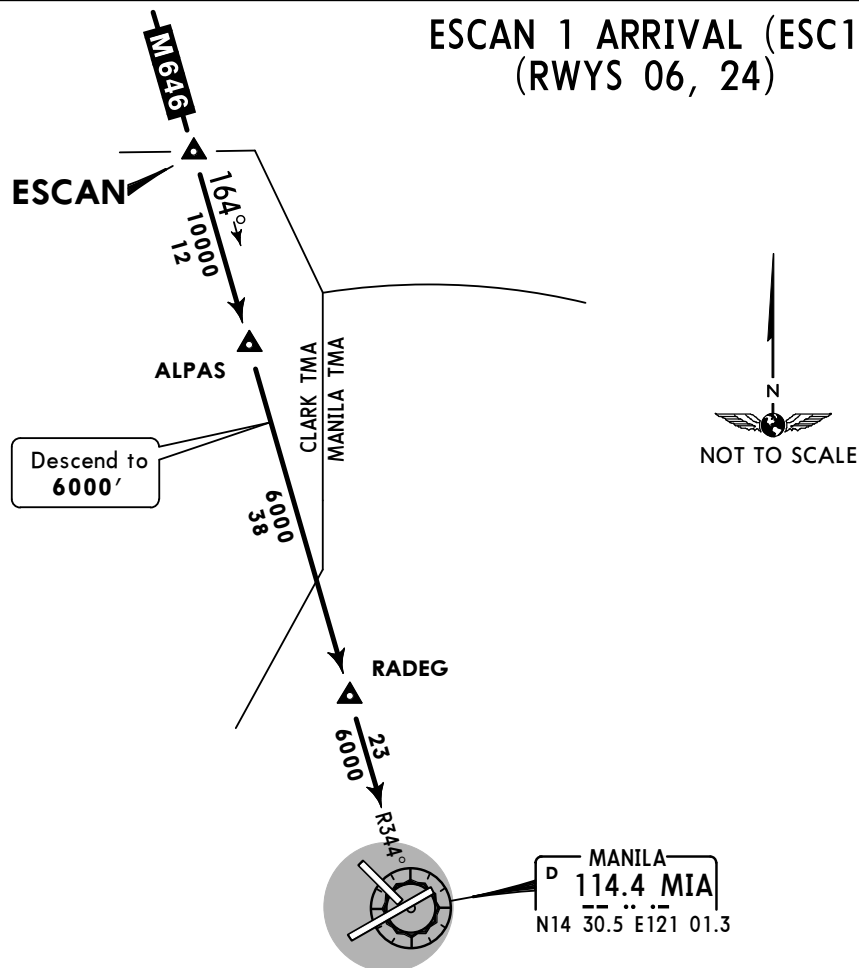 ESCAN 1 ARRIVAL (ESC1
(RWYS 06, 24)
M646
ESCAN
164°
10000
12
ALPAS
CLARK TMA
MANILA TMA
N
NOT TO SCALE
Descend to
6000'
6000
38
RADEG
23
6000
R344°
MANILA
D 114.4 MIA
N14 30.5 E121 01.3